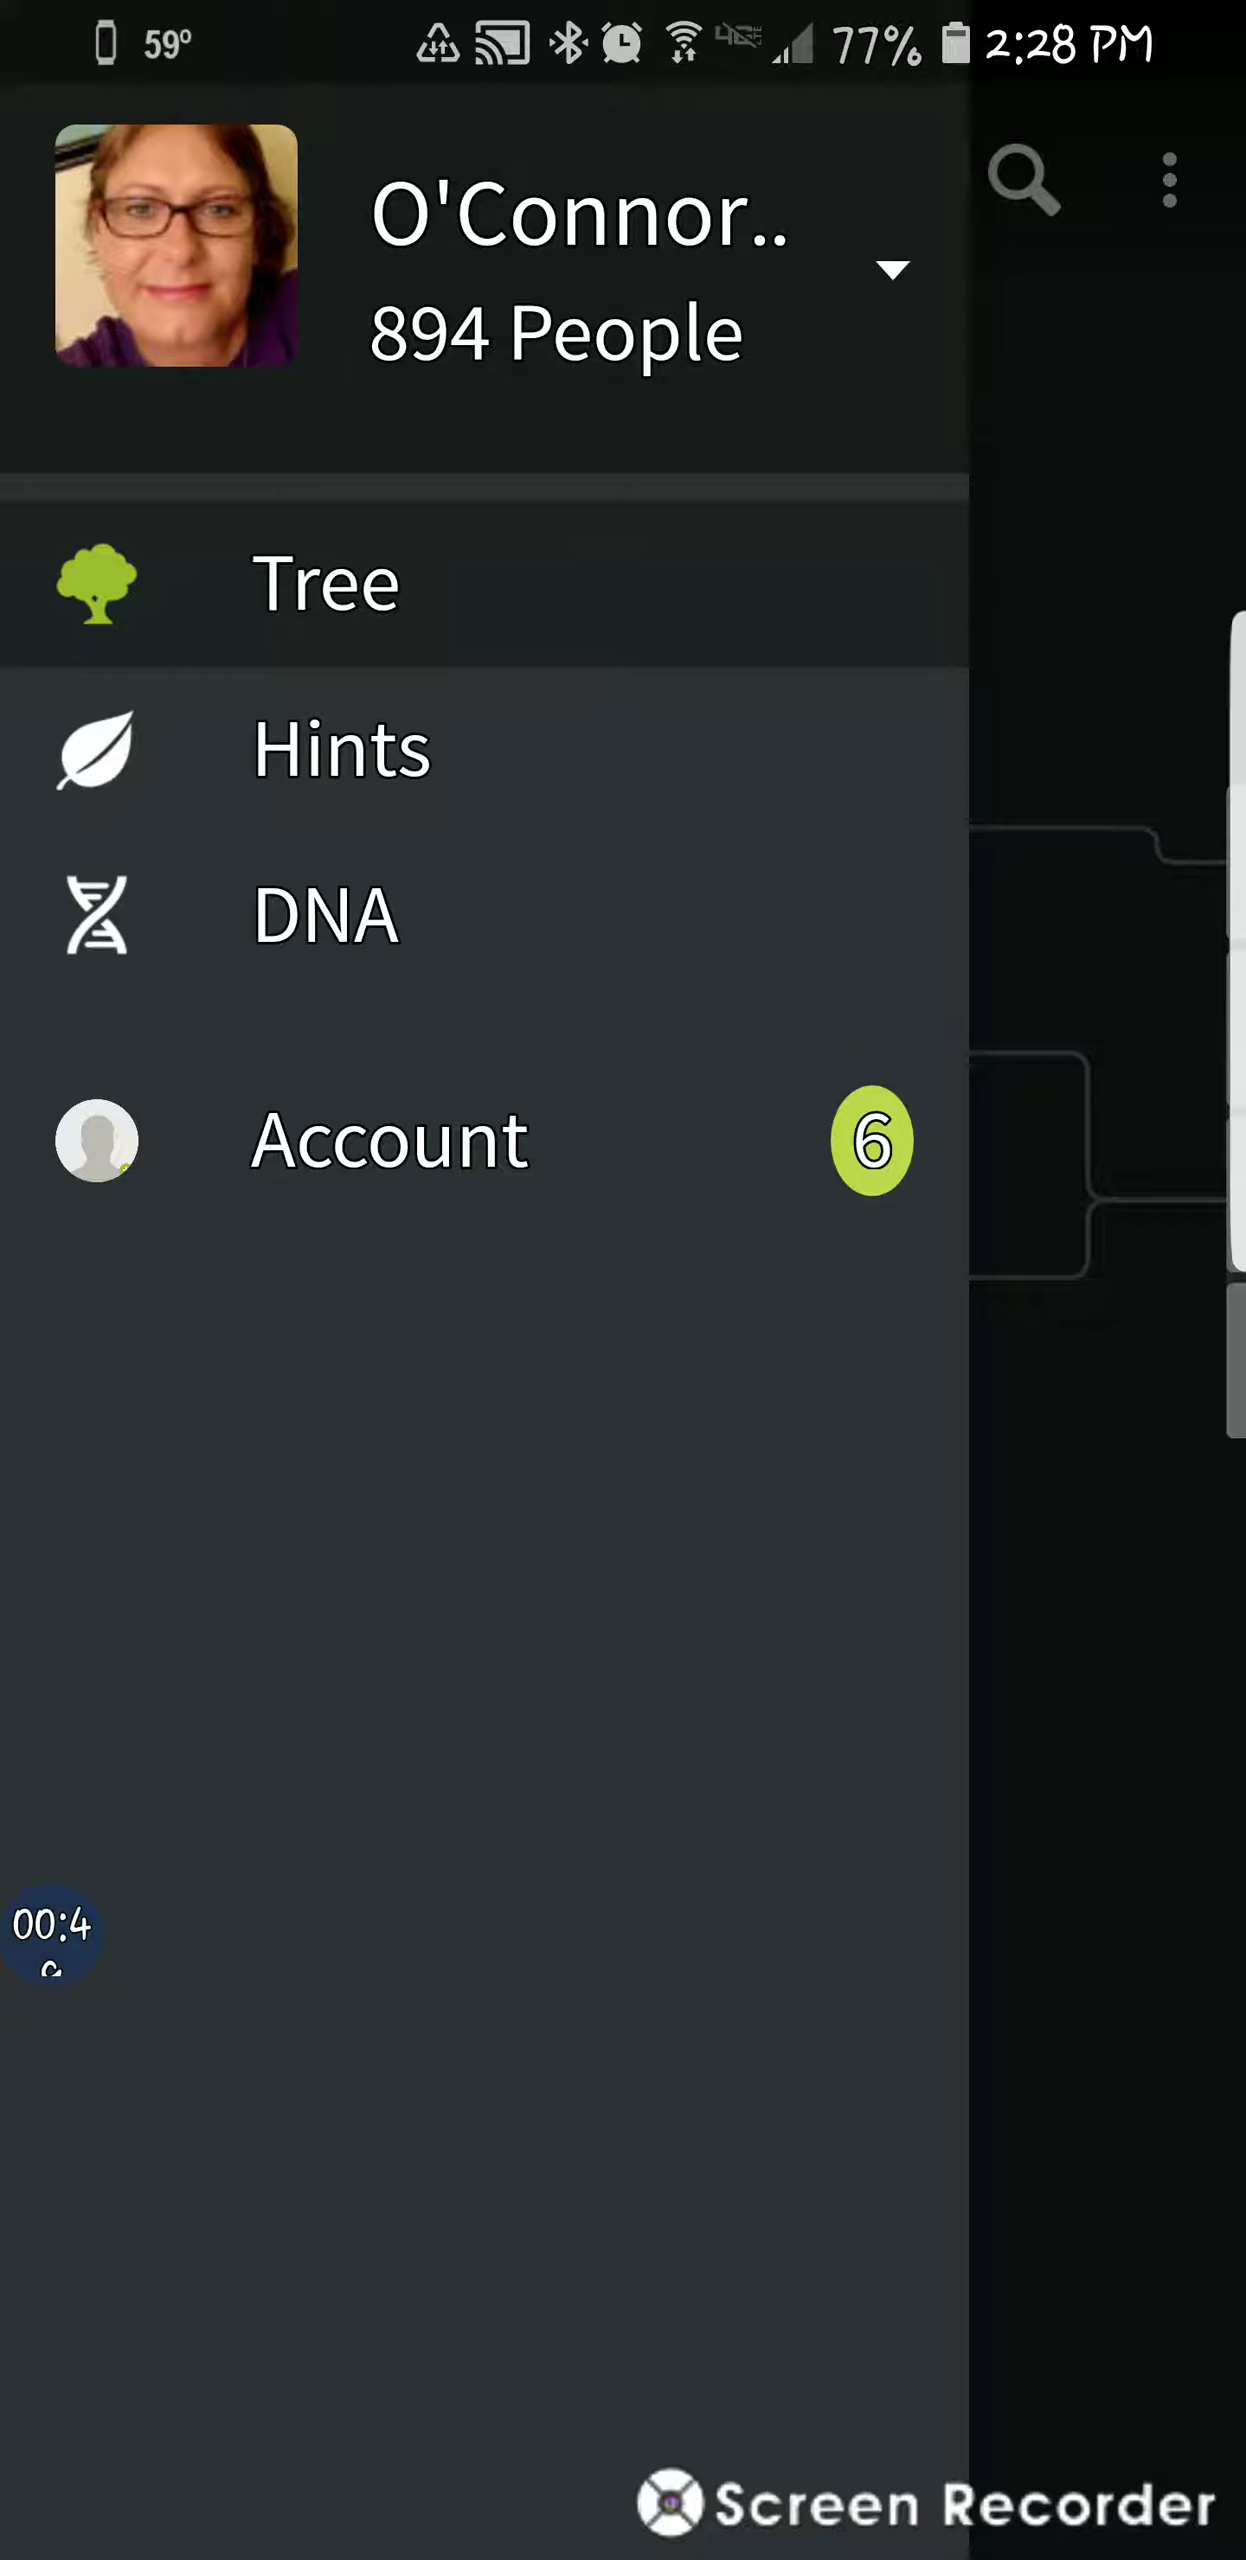 59° 77% 2:28 PM
O'Connor..
894 People
Tree
Hints
DNA
Account 6
00:4
Screen Recorder